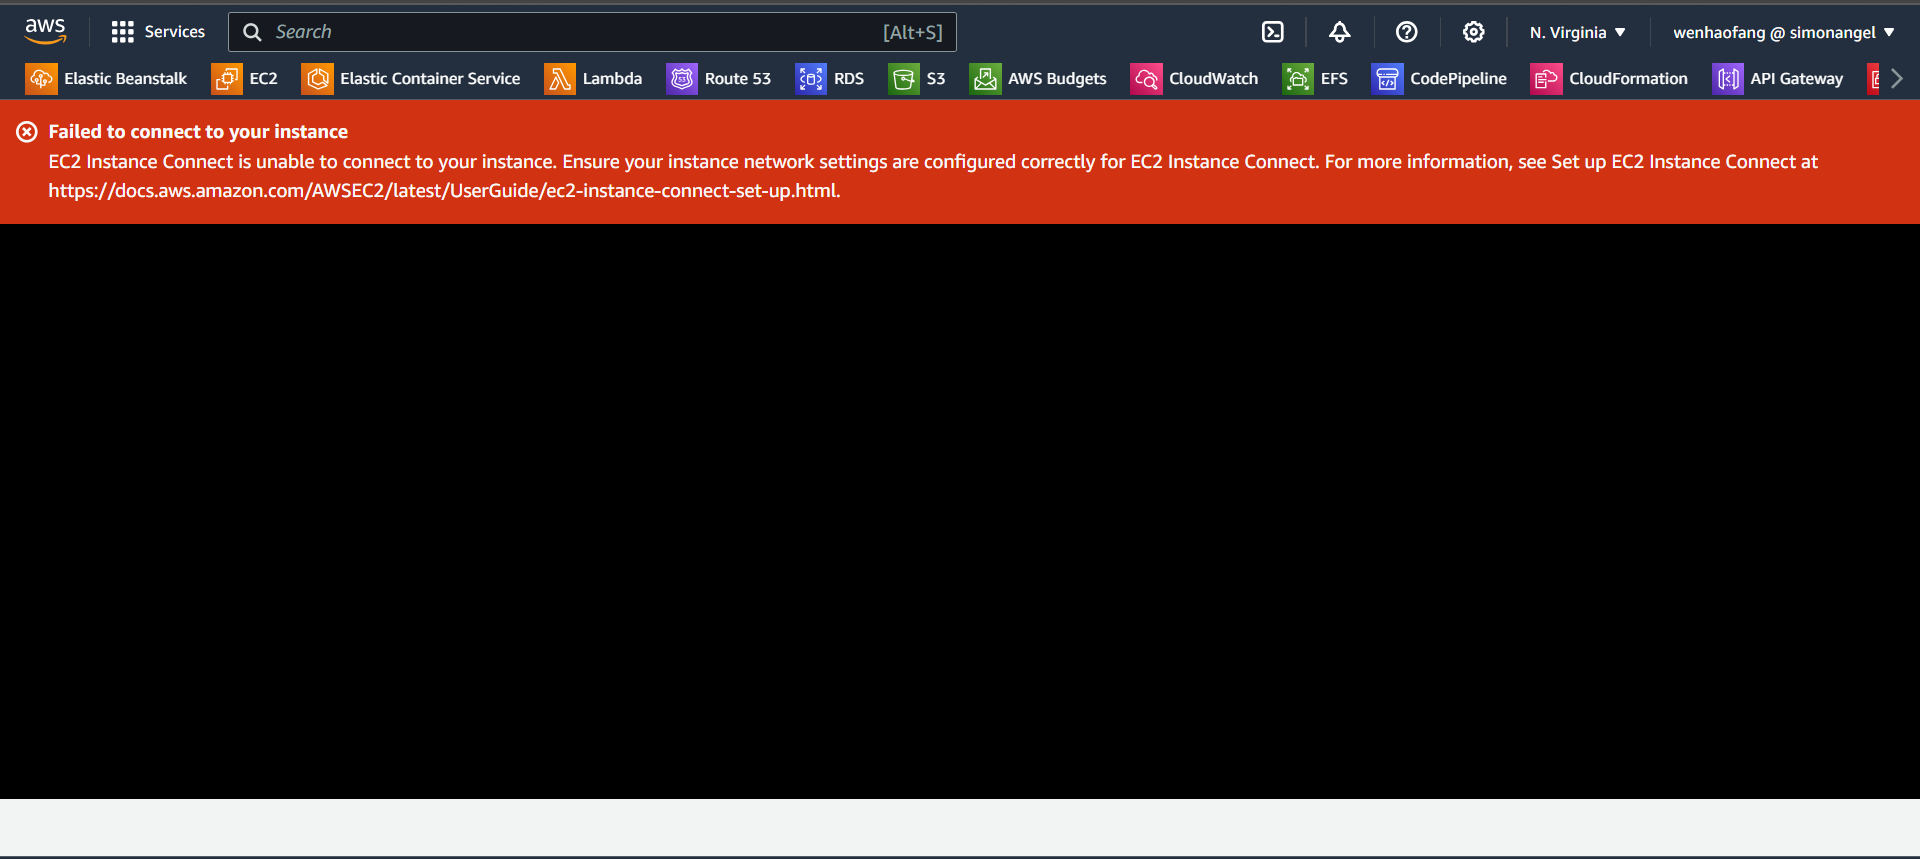 aws
Services
Search
[Alt+S]
N. Virginia
wenhaofang @ simonangel
Elastic Beanstalk
EC2
Elastic Container Service
Lambda
Route 53
RDS
S3
AWS Budgets
CloudWatch
EFS
CodePipeline
CloudFormation
API Gateway
Failed to connect to your instance
EC2 Instance Connect is unable to connect to your instance. Ensure your instance network settings are configured correctly for EC2 Instance Connect. For more information, see Set up EC2 Instance Connect at
https://docs.aws.amazon.com/AWSEC2/latest/UserGuide/ec2-instance-connect-set-up.html.